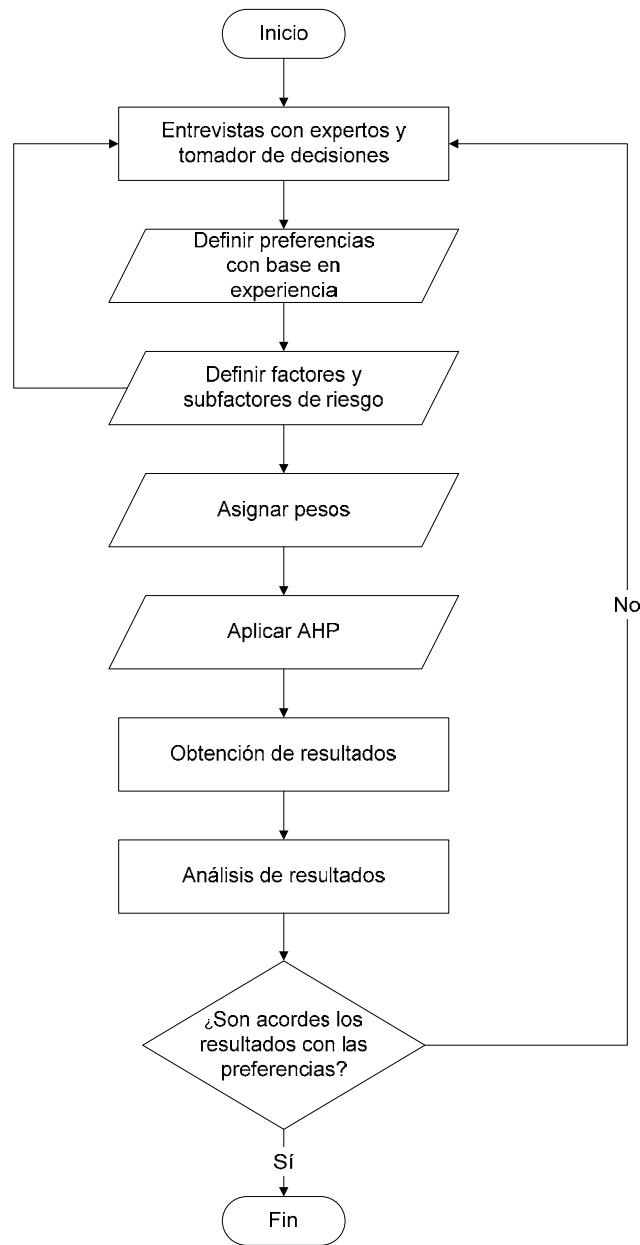 Inicio
Entrevistas con expertos y
tomador de decisiones
Definir preferencias
con base en
experiencia
Definir factores y
subfactores de riesgo
Asignar pesos
Aplicar AHP
No
Obtención de resultados
Análisis de resultados
¿Son acordes los
resultados con las
preferencias?
Sí
Fin